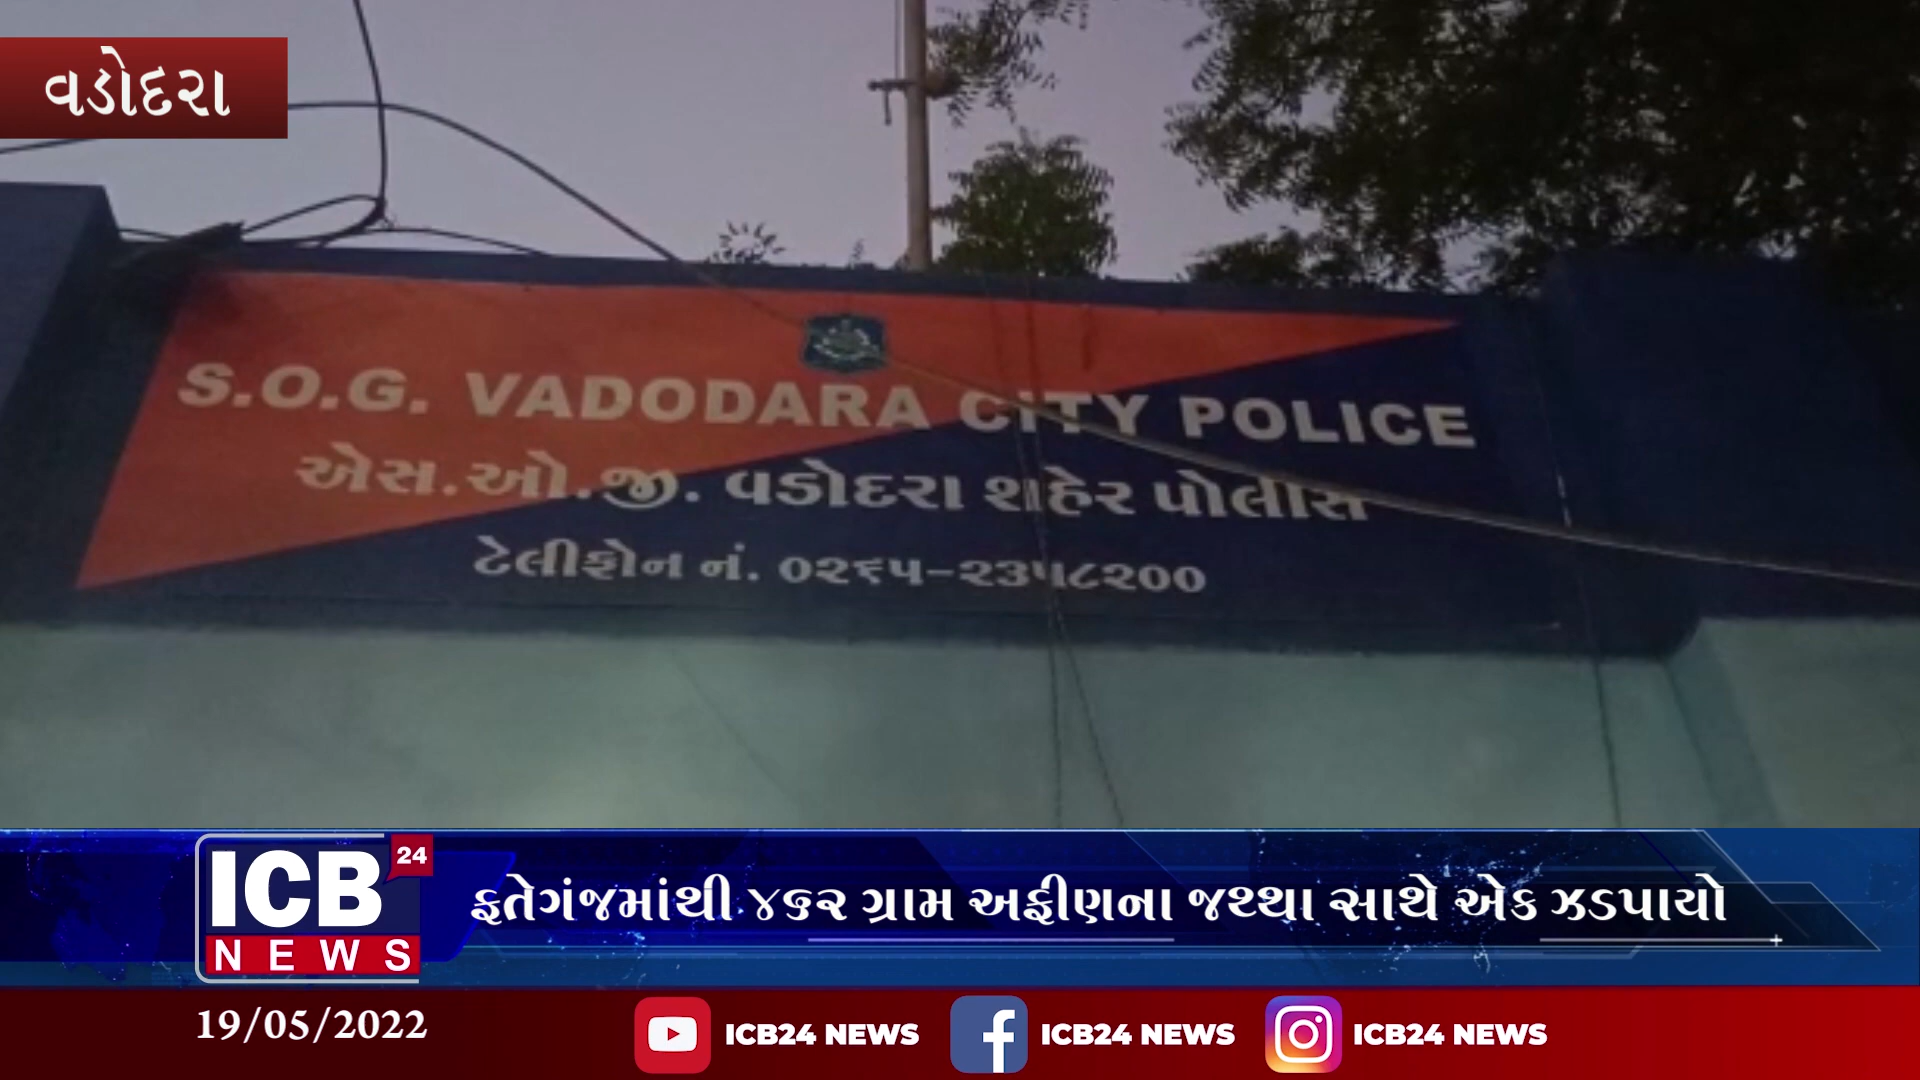 વડોદરા
S.O.G. VADODARA CITY POLICE
એસ.ઓ.જી. વડોદરા શહેર પોલીસ
ટેલીફોન નં. ૦૨૬૫-૨૩૫૮૨૦૦
ICB 24
NEWS
ફતેગંજમાંથી ૪૬૨ ગ્રામ અફીણના જથ્થા સાથે એક ઝડપાયો
19/05/2022
ICB24 NEWS
ICB24 NEWS
ICB24 NEWS